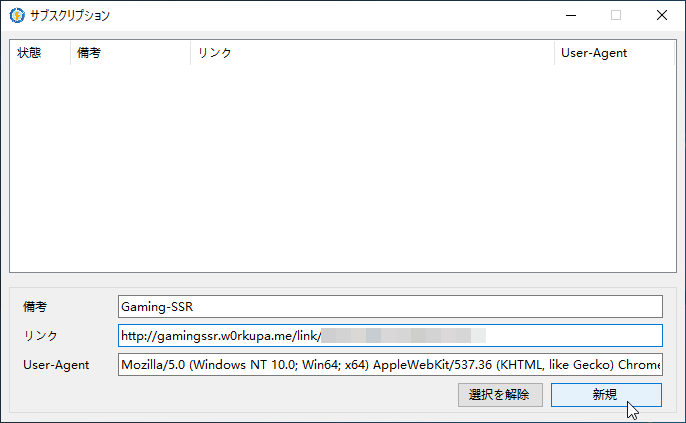 サブスクリプション
状態 備考 リンク User-Agent
備考 Gaming-SSR
リンク http://gamingssr.w0rkupa.me/link/
User-Agent Mozilla/5.0 (Windows NT 10.0; Win64; x64) AppleWebKit/537.36 (KHTML, like Gecko) Chrome
選択を解除 新規